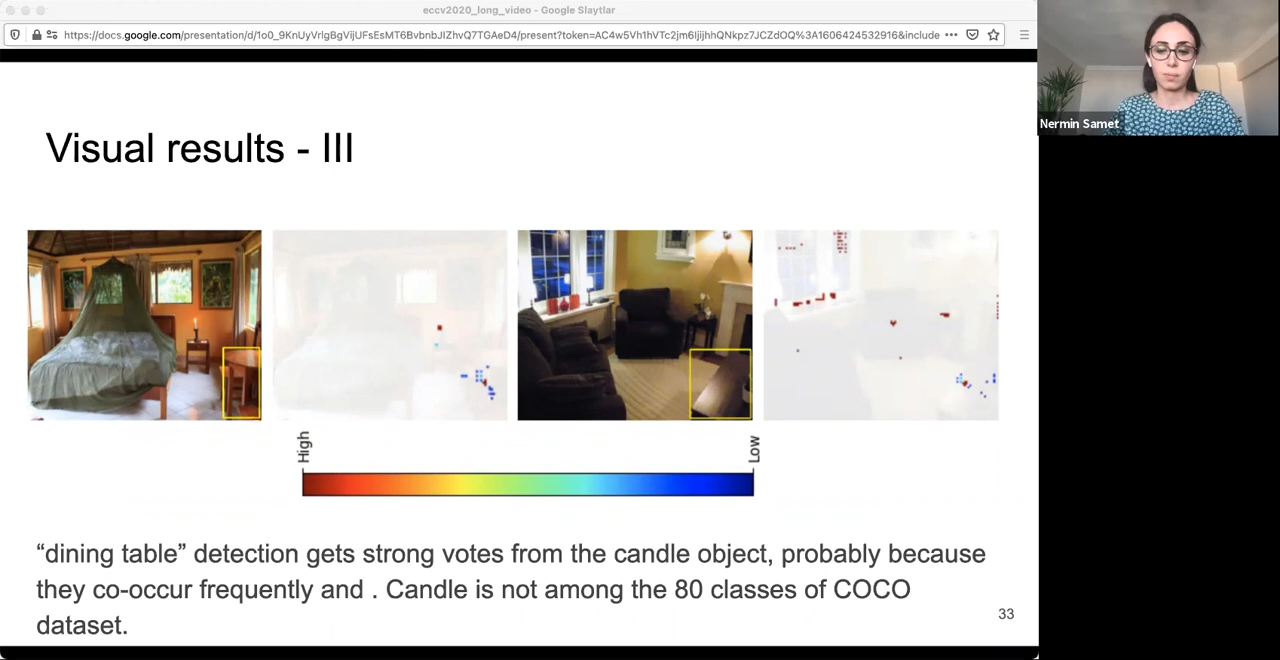 eccv2020_long_video - Google Slaytlar
https://docs.google.com/presentation/d/1o0_9KnUyVrlgBgVijUFsEsMT6BvbnbJIZhvQ7TGAeD4/present?token=AC4w5Vh1hVTc2jm6IjijhhQNkpz7JCZdOQ%3A1606424532916&include
Nermin Samet
Visual results - III
High
Low
“dining table” detection gets strong votes from the candle object, probably because
they co-occur frequently and . Candle is not among the 80 classes of COCO
dataset.
33